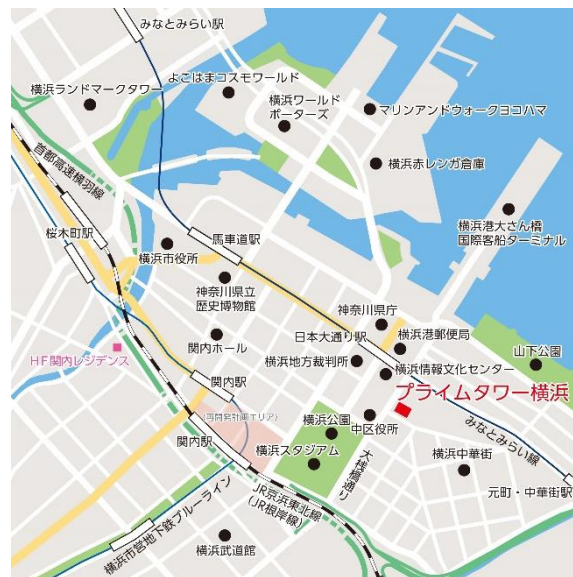 みなとみらい駅
よこはまコスモワールド
横浜ランドマークタワー
横浜ワールド
ポーターズ
マリンアンドウォークヨコハマ
首都高速横羽線
横浜赤レンガ倉庫
桜木町駅
馬車道駅
横浜港大さん橋
国際客船ターミナル
横浜市役所
神奈川県立
歴史博物館
神奈川県庁
関内ホール
日本大通り駅
横浜港郵便局
山下公園
HF関内レジデンス
横浜地方裁判所
横浜情報文化センター
関内駅
プライムタワー横浜
(再開発計画エリア)
横浜公園
中区役所
みなとみらい線
関内駅
横浜スタジアム
大桟橋通り
横浜中華街
元町・中華街駅
JR京浜東北線
(JR根岸線)
横浜市営地下鉄ブルーライン
横浜武道館